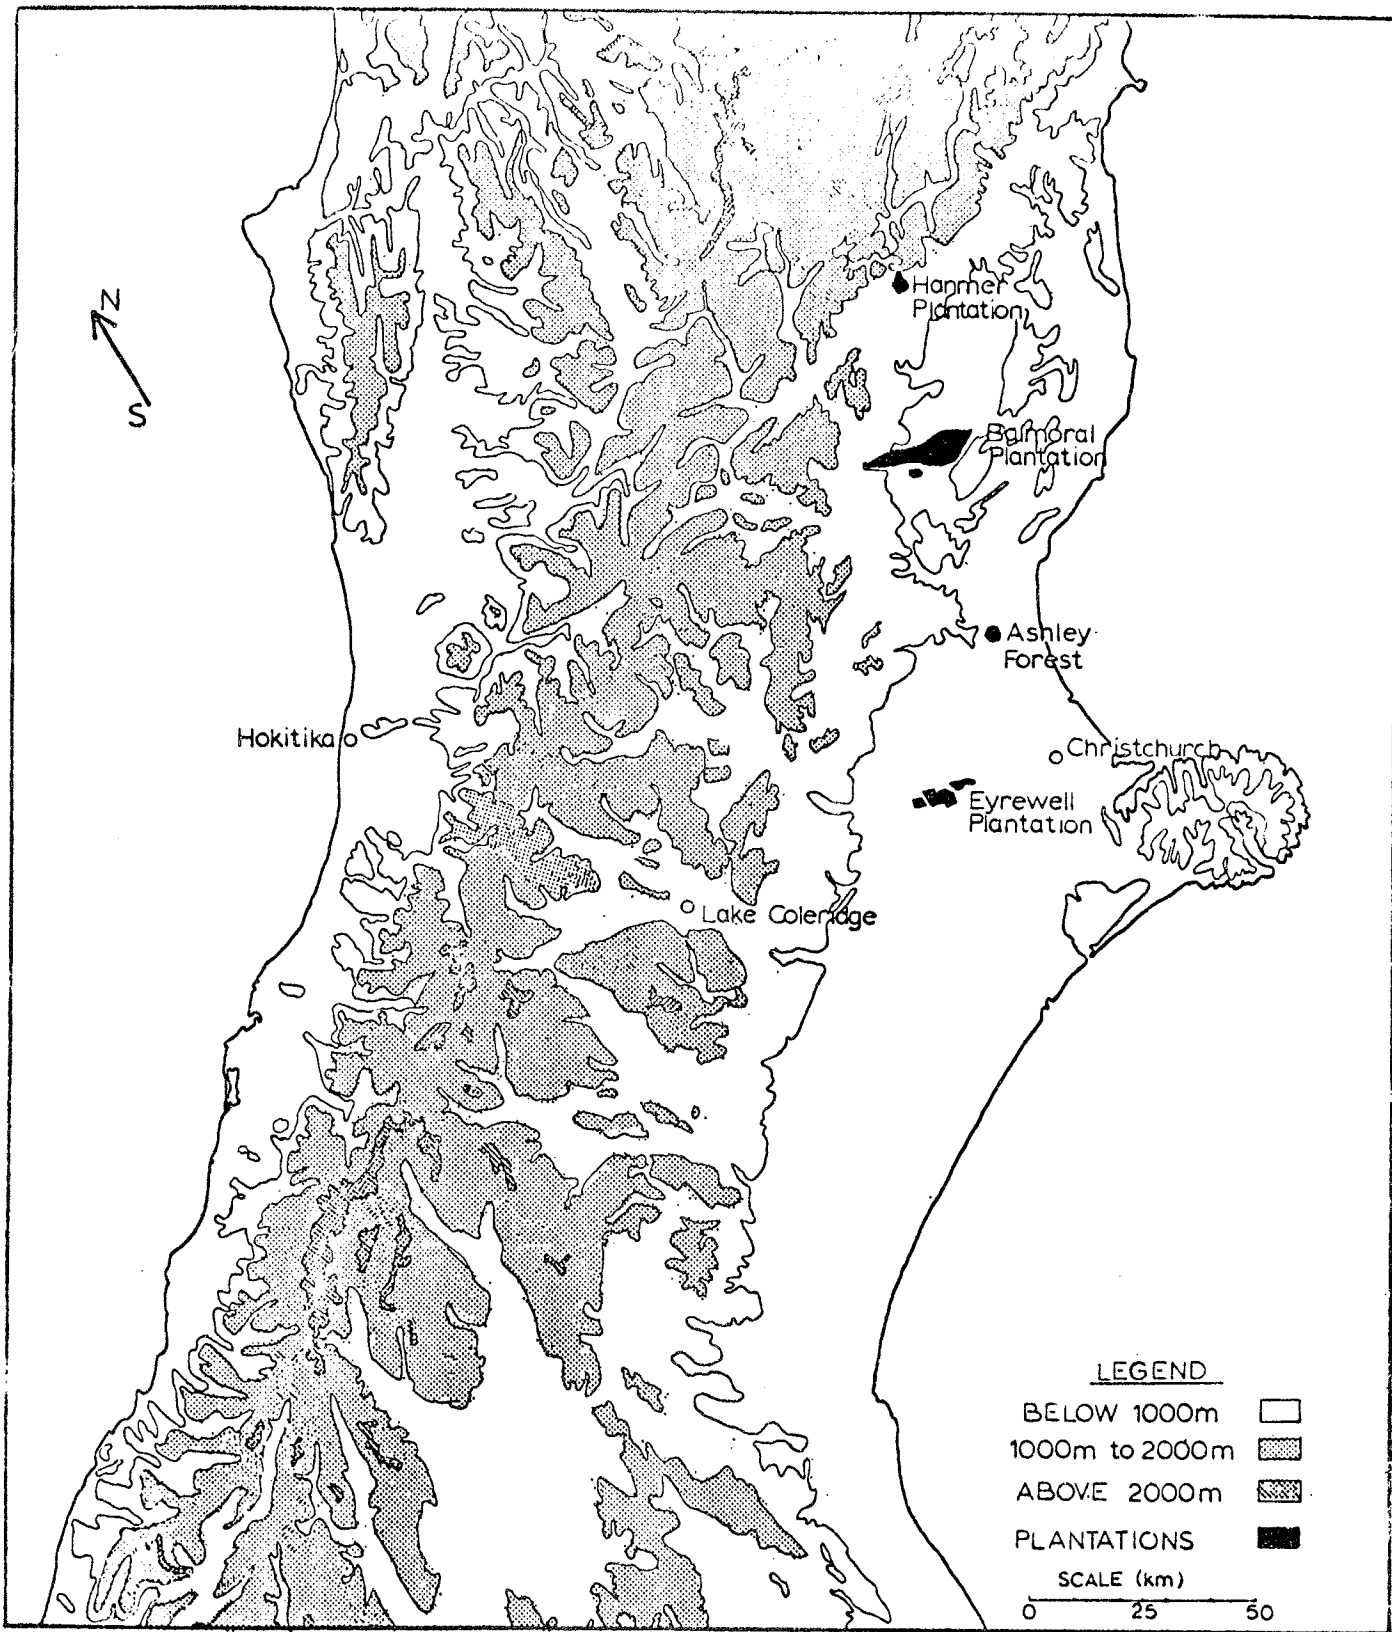 N
S
Hanmer
Plantation
Balmoral
Plantation
Ashley
Forest
Hokitika
Christchurch
Eyrewell
Plantation
Lake Coleridge
LEGEND
BELOW 1000m
1000m to 2000m
ABOVE 2000m
PLANTATIONS
SCALE (km)
0 25 50